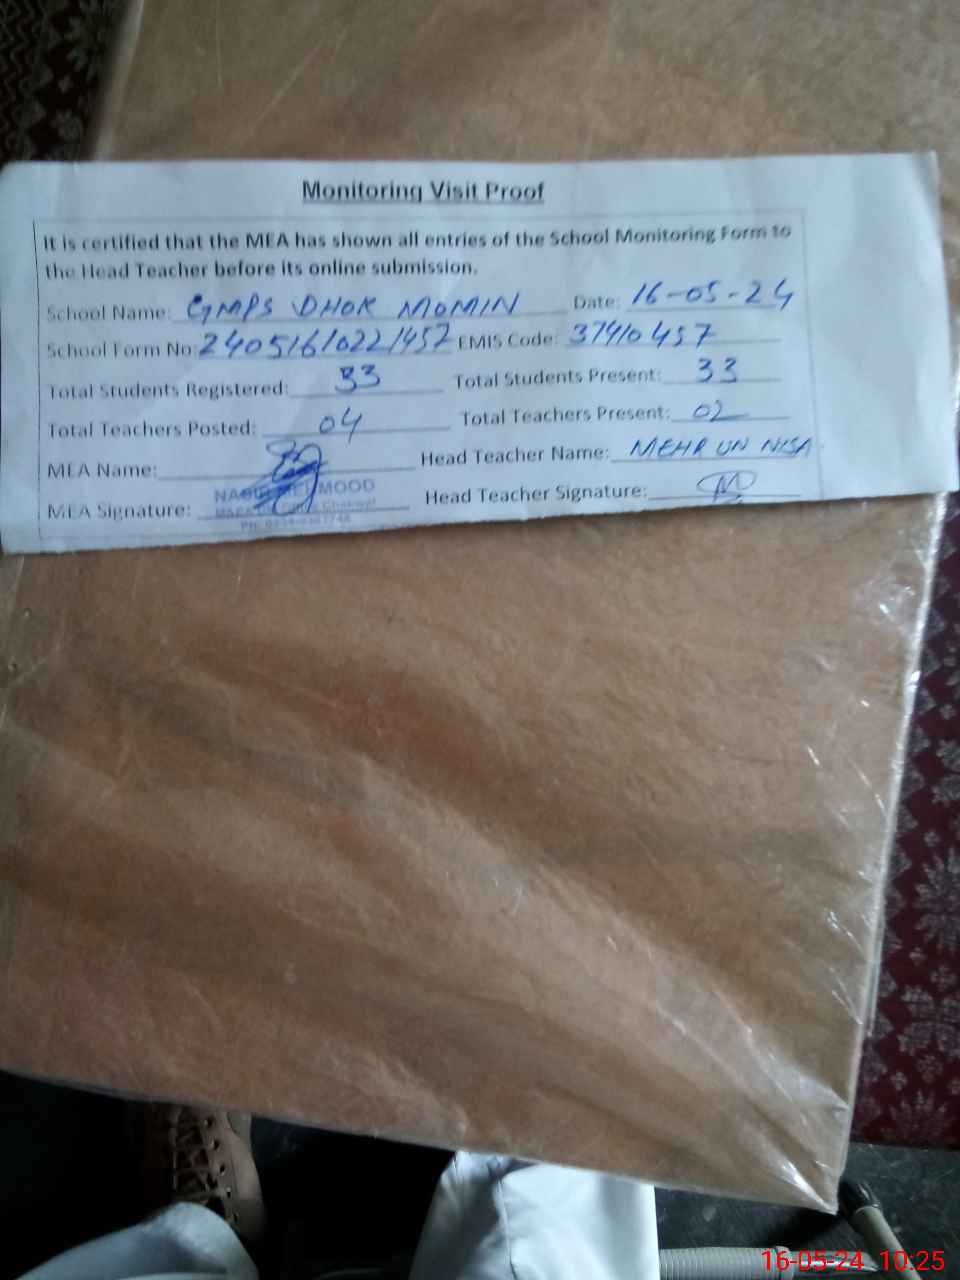 Monitoring Visit Proof
It is certified that the MEA has shown all entries of the School Monitoring Form to
the Head Teacher before its online submission.
School Name: GMPS DHOK MOMIN Date: 16-05-24
School Form No: 24051610221457 EMIS Code: 37410457
Total Students Registered: 33 Total Students Present: 33
Total Teachers Posted: 04 Total Teachers Present: 02
MEA Name: Head Teacher Name: MEHR UN NISA
MOOD
MEA Signature: Head Teacher Signature:
Chakwal
16-05-24 10:25